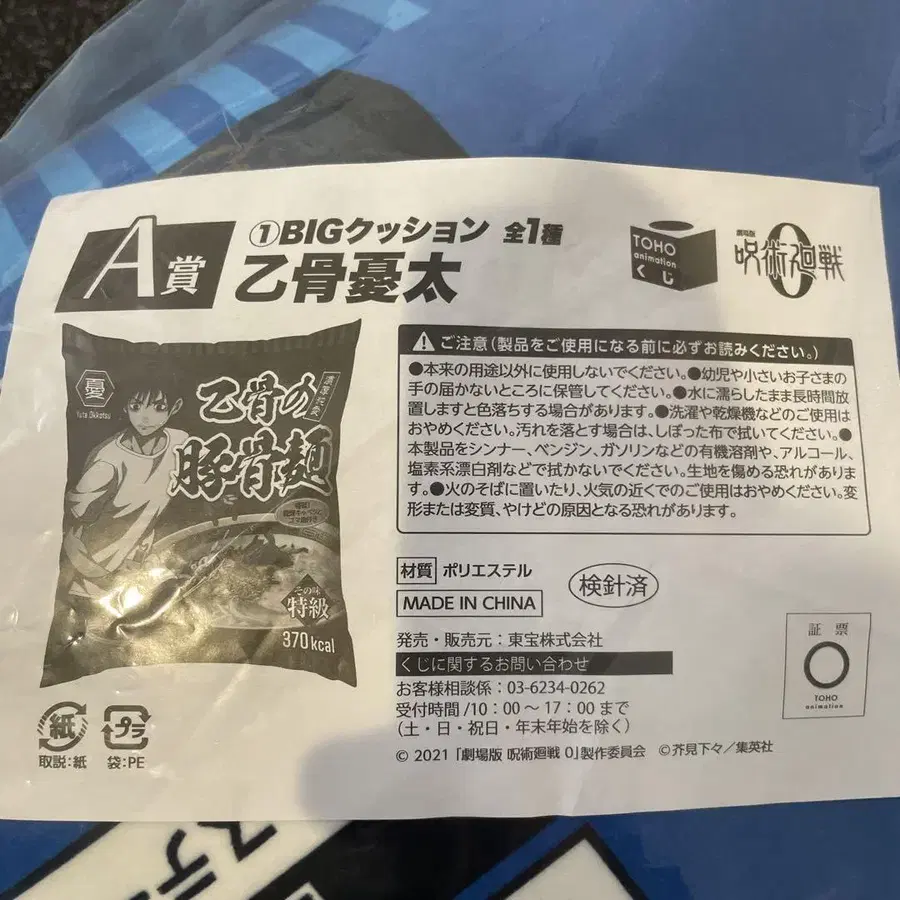 A賞
①BIGクッション 全1種
乙骨憂太
TOHO
animation
くじ
劇場版
呪術廻戦
0
憂
Yuta Okkotsu
乙骨の
豚骨麺
その味
特級
370kcal
ご注意(製品をご使用になる前に必ずお読みください。)
●本来の用途以外に使用しないでください。●幼児や小さいお子さまの
手の届かないところに保管してください。●水に濡らしたまま長時間放
置しますと色落ちする場合があります。●洗濯や乾燥機などのご使用は
おやめください。汚れを落とす場合は、しぼった布で拭いてください。●
本製品をシンナー、ベンジン、ガソリンなどの有機溶剤や、アルコール、
塩素系漂白剤などで拭かないでください。生地を傷める恐れがありま
す。●火のそばに置いたり、火気の近くでのご使用はおやめください。変
形または変質、やけどの原因となる恐れがあります。
材質 ポリエステル
検針済
MADE IN CHINA
発売・販売元:東宝株式会社
くじに関するお問い合わせ
お客様相談係:03-6234-0262
受付時間/10:00〜17:00まで
(土・日・祝日・年末年始を除く)
© 2021「劇場版 呪術廻戦 0」製作委員会 ©芥見下々/集英社
証票
TOHO
animation
紙
取説:紙
プラ
袋:PE
ステ